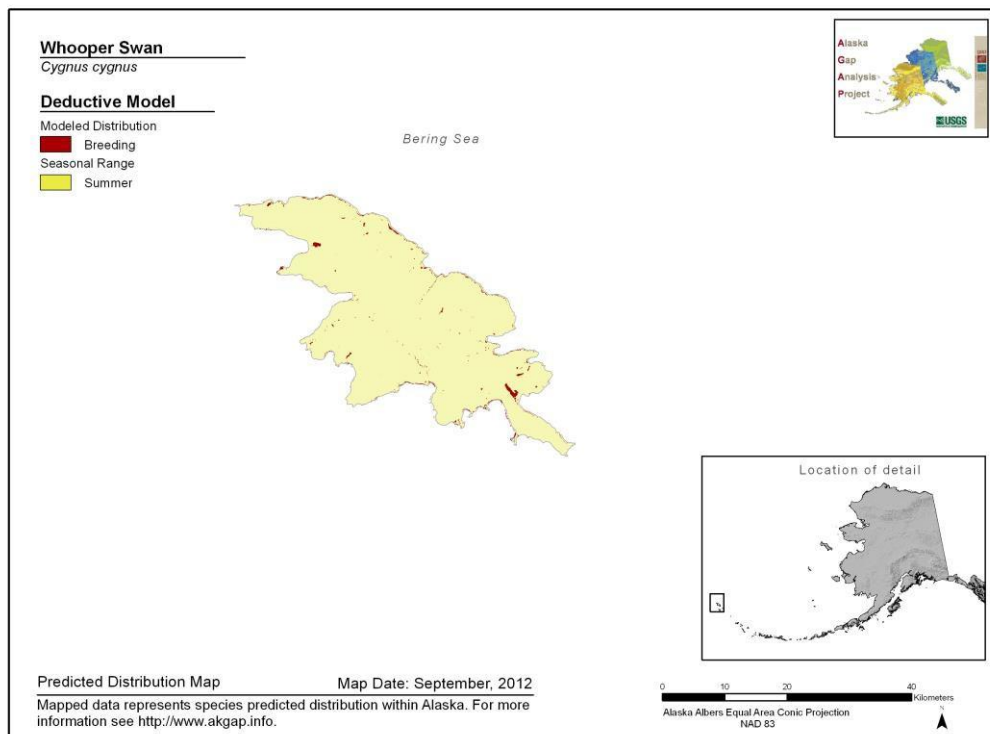 Whooper Swan
Cygnus cygnus
Deductive Model
Modeled Distribution
Breeding
Seasonal Range
Summer
Bering Sea
Alaska
Gap
Analysis
Project
USGS
Location of detail
Predicted Distribution Map
Map Date: September, 2012
Mapped data represents species predicted distribution within Alaska. For more
information see http://www.akgap.info.
0 10 20 40
Kilometers
Alaska Albers Equal Area Conic Projection
NAD 83
N